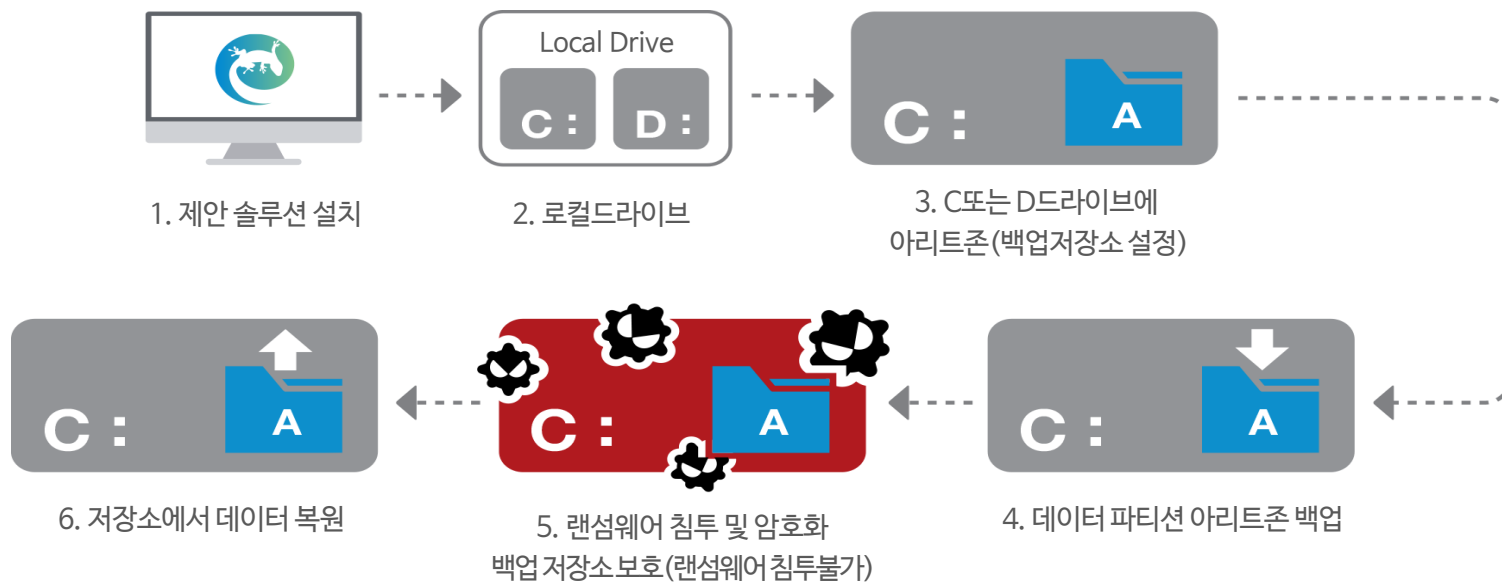 Local Drive
C : D :
C : A
1. 제안 솔루션 설치
2. 로컬드라이브
3. C또는 D드라이브에
아리트존(백업저장소 설정)
C : A
C : A
C : A
6. 저장소에서 데이터 복원
5. 랜섬웨어 침투 및 암호화
백업 저장소 보호(랜섬웨어 침투불가)
4. 데이터 파티션 아리트존 백업